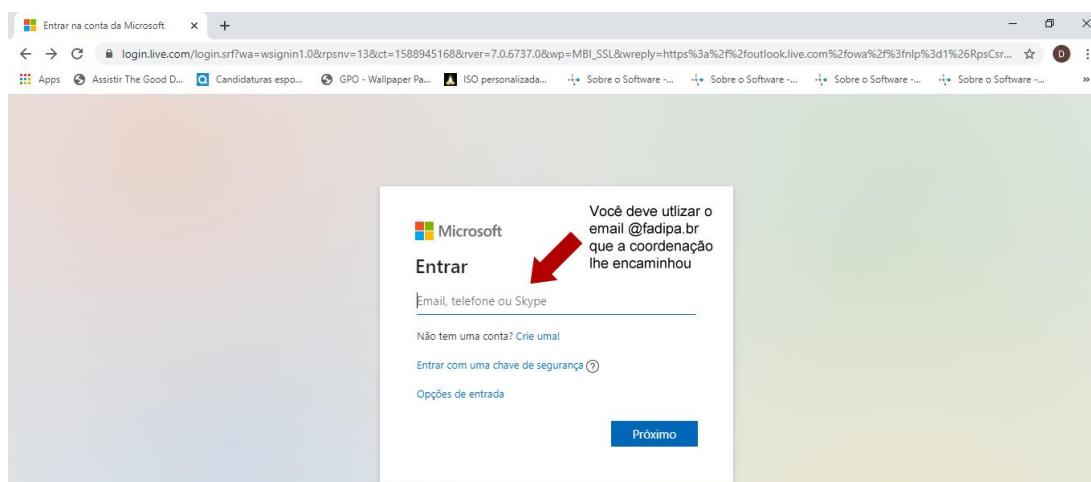 Entrar na conta da Microsoft
login.live.com/login.srf?wa=wsignin1.0&rpsnv=13&ct=1588945168&rver=7.0.6737.0&wp=MBI_SSL&wreply=https%3a%2f%2foutlook.live.com%2fowa%2f%3fnlp%3d1%26RpsCsr... D
Apps Assistir The Good D... Candidaturas espo... GPO - Wallpaper Pa... ISO personalizada... Sobre o Software -... Sobre o Software -... Sobre o Software -... Sobre o Software -... »
Microsoft
Você deve utlizar o
email @fadipa.br
que a coordenação
lhe encaminhou
Entrar
Email, telefone ou Skype
Não tem uma conta? Crie uma!
Entrar com uma chave de segurança ?
Opções de entrada
Próximo